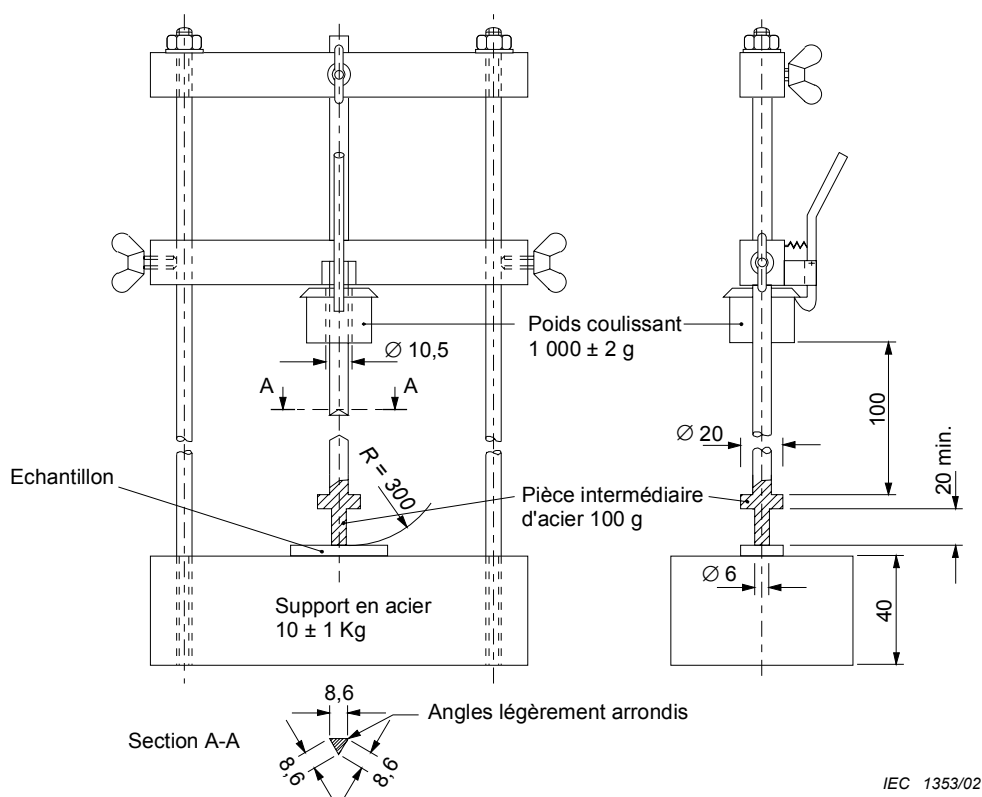 Poids coulissant
1 000 ± 2 g
∅ 10,5
A
A
100
∅ 20
20 min.
Echantillon
R = 300
Pièce intermédiaire
d'acier 100 g
∅ 6
40
Support en acier
10 ± 1 Kg
8,6
Angles légèrement arrondis
Section A-A
8,6
8,6
IEC 1353/02